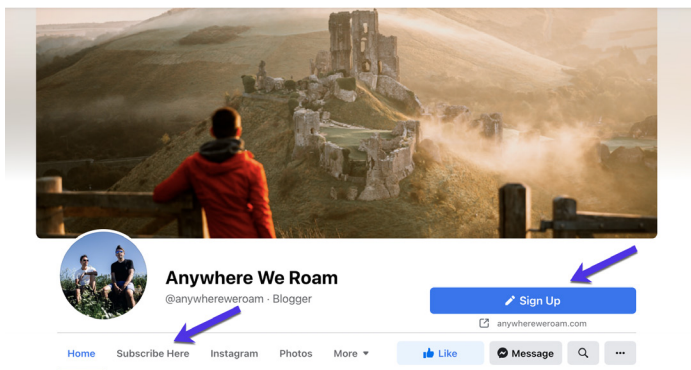 Anywhere We Roam
@anywhereweroam · Blogger
Sign Up
anywhereweroam.com
Home Subscribe Here Instagram Photos More Like Message